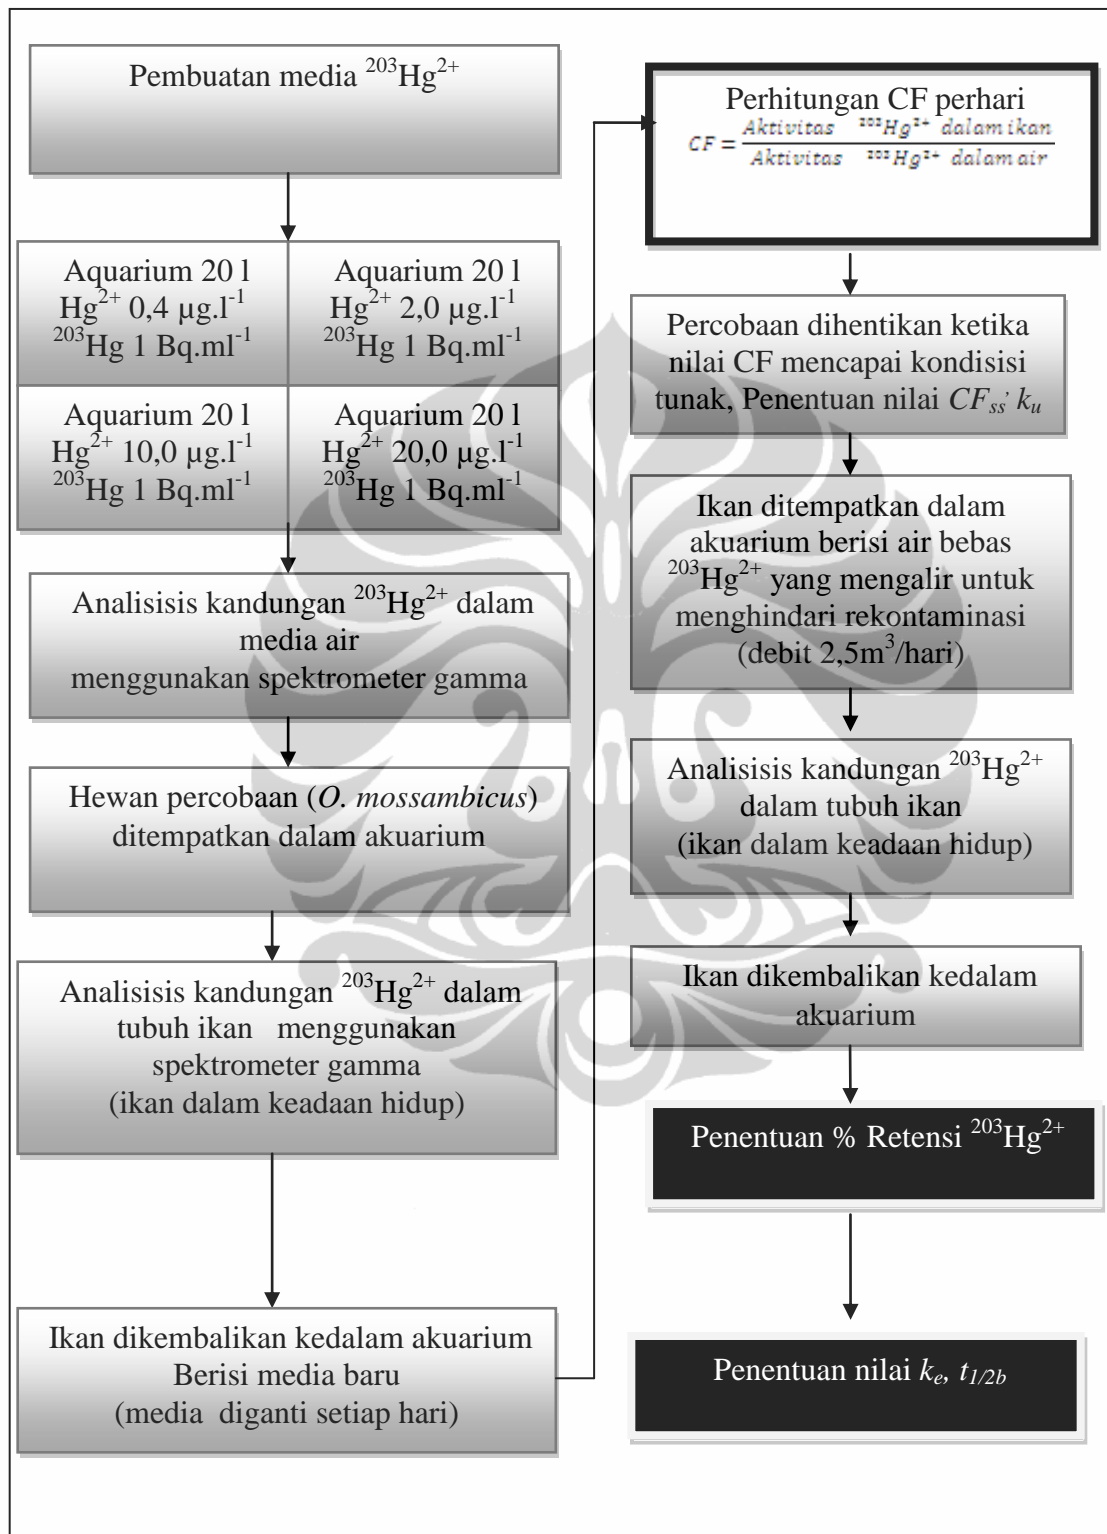 Pembuatan media ²⁰³Hg²⁺
Aquarium 20 l
Hg²⁺ 0,4 µg.l⁻¹
²⁰³Hg 1 Bq.ml⁻¹
Aquarium 20 l
Hg²⁺ 2,0 µg.l⁻¹
²⁰³Hg 1 Bq.ml⁻¹
Aquarium 20 l
Hg²⁺ 10,0 µg.l⁻¹
²⁰³Hg 1 Bq.ml⁻¹
Aquarium 20 l
Hg²⁺ 20,0 µg.l⁻¹
²⁰³Hg 1 Bq.ml⁻¹
Analisisis kandungan ²⁰³Hg²⁺ dalam
media air
menggunakan spektrometer gamma
Hewan percobaan (O. mossambicus)
ditempatkan dalam akuarium
Analisisis kandungan ²⁰³Hg²⁺ dalam
tubuh ikan menggunakan
spektrometer gamma
(ikan dalam keadaan hidup)
Ikan dikembalikan kedalam akuarium
Berisi media baru
(media diganti setiap hari)
Perhitungan CF perhari
CF = Aktivitas ²⁰³Hg²⁺ dalam ikan
Aktivitas ²⁰³Hg²⁺ dalam air
Percobaan dihentikan ketika
nilai CF mencapai kondisisi
tunak, Penentuan nilai CFss, ku
Ikan ditempatkan dalam
akuarium berisi air bebas
²⁰³Hg²⁺ yang mengalir untuk
menghindari rekontaminasi
(debit 2,5m³/hari)
Analisisis kandungan ²⁰³Hg²⁺
dalam tubuh ikan
(ikan dalam keadaan hidup)
Ikan dikembalikan kedalam
akuarium
Penentuan % Retensi ²⁰³Hg²⁺
Penentuan nilai ke, t1/2b